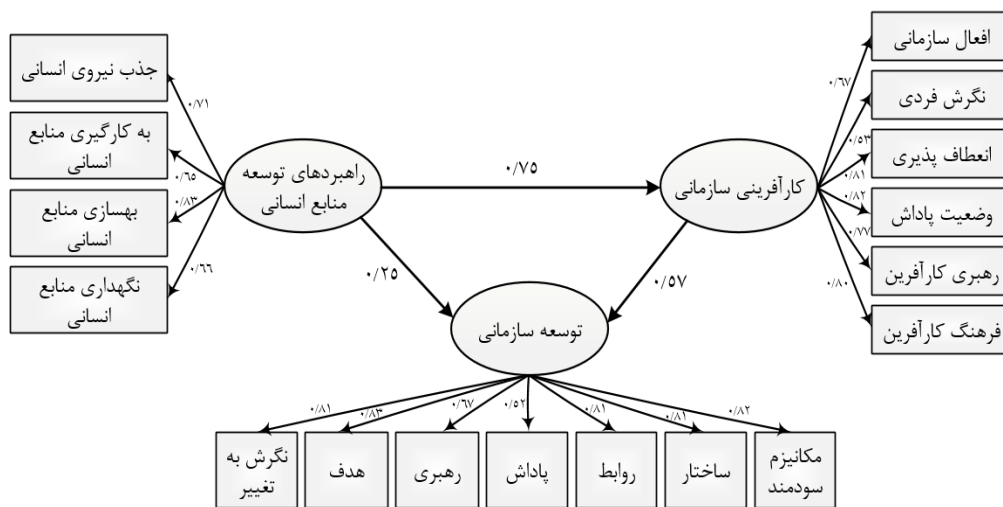 افعال سازمانی
نگرش فردی
انعطاف پذیری
وضعیت پاداش
رهبری کارآفرین
فرهنگ کارآفرین
۰/۶۷
۰/۵۳
۰/۸۱
۰/۸۲
۰/۷۷
۰/۸۰
کارآفرینی سازمانی
۰/۷۵
راهبردهای توسعه
منابع انسانی
جذب نیروی انسانی
به کارگیری منابع
انسانی
بهسازی منابع
انسانی
نگهداری منابع
انسانی
۰/۷۱
۰/۶۵
۰/۸۳
۰/۶۶
۰/۵۷
۰/۲۵
توسعه سازمانی
۰/۸۲
۰/۸۱
۰/۸۱
۰/۵۲
۰/۶۷
۰/۸۳
۰/۸۱
مکانیزم
سودمند
ساختار
روابط
پاداش
رهبری
هدف
نگرش به
تغییر